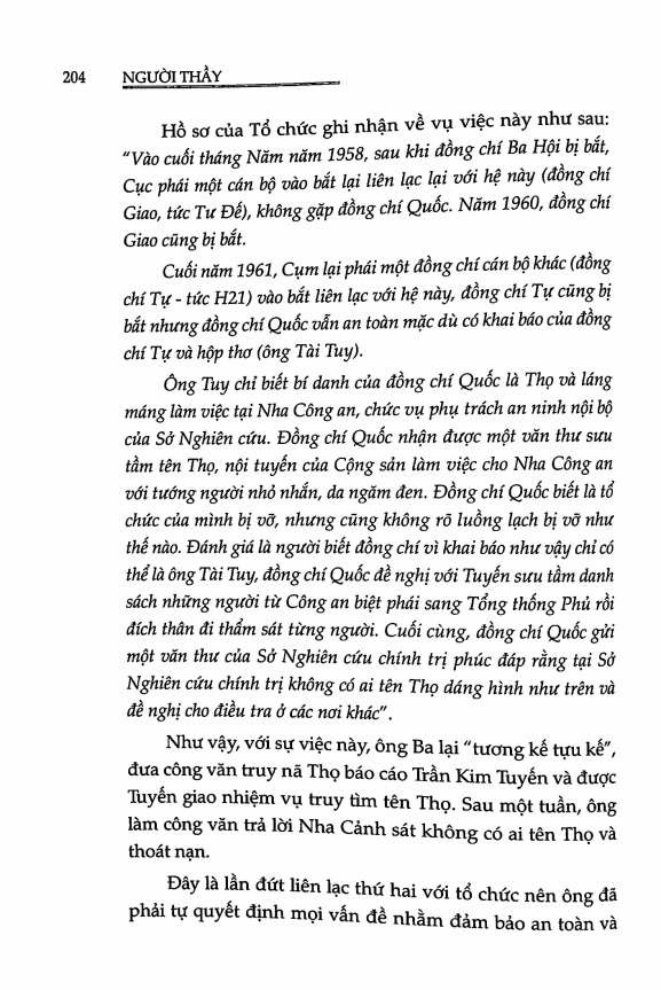 204 NGƯỜI THẦY
Hồ sơ của Tổ chức ghi nhận về vụ việc này như sau:
“Vào cuối tháng Năm năm 1958, sau khi đồng chí Ba Hội bị bắt,
Cục phái một cán bộ vào bắt lại liên lạc lại với hệ này (đồng chí
Giao, tức Tư Đế), không gặp đồng chí Quốc. Năm 1960, đồng chí
Giao cũng bị bắt.
Cuối năm 1961, Cụm lại phái một đồng chí cán bộ khác (đồng
chí Tự - tức H21) vào bắt liên lạc với hệ này, đồng chí Tự cũng bị
bắt nhưng đồng chí Quốc vẫn an toàn mặc dù có khai báo của đồng
chí Tự và hộp thơ (ông Tài Tuy).
Ông Tuy chỉ biết bí danh của đồng chí Quốc là Thọ và láng
máng làm việc tại Nha Công an, chức vụ phụ trách an ninh nội bộ
của Sở Nghiên cứu. Đồng chí Quốc nhận được một văn thư sưu
tầm tên Thọ, nội tuyến của Cộng sản làm việc cho Nha Công an
với tướng người nhỏ nhắn, da ngăm đen. Đồng chí Quốc biết là tổ
chức của mình bị vỡ, nhưng cũng không rõ luồng lạch bị vỡ như
thế nào. Đánh giá là người biết đồng chí vì khai báo như vậy chỉ có
thể là ông Tài Tuy, đồng chí Quốc đề nghị với Tuyến sưu tầm danh
sách những người từ Công an biệt phái sang Tổng thống Phủ rồi
đích thân đi thẩm sát từng người. Cuối cùng, đồng chí Quốc gửi
một văn thư của Sở Nghiên cứu chính trị phúc đáp rằng tại Sở
Nghiên cứu chính trị không có ai tên Thọ dáng hình như trên và
đề nghị cho điều tra ở các nơi khác”.
Như vậy, với sự việc này, ông Ba lại “tương kế tựu kế”,
đưa công văn truy nã Thọ báo cáo Trần Kim Tuyến và được
Tuyến giao nhiệm vụ truy tìm tên Thọ. Sau một tuần, ông
làm công văn trả lời Nha Cảnh sát không có ai tên Thọ và
thoát nạn.
Đây là lần đứt liên lạc thứ hai với tổ chức nên ông đã
phải tự quyết định mọi vấn đề nhằm đảm bảo an toàn và